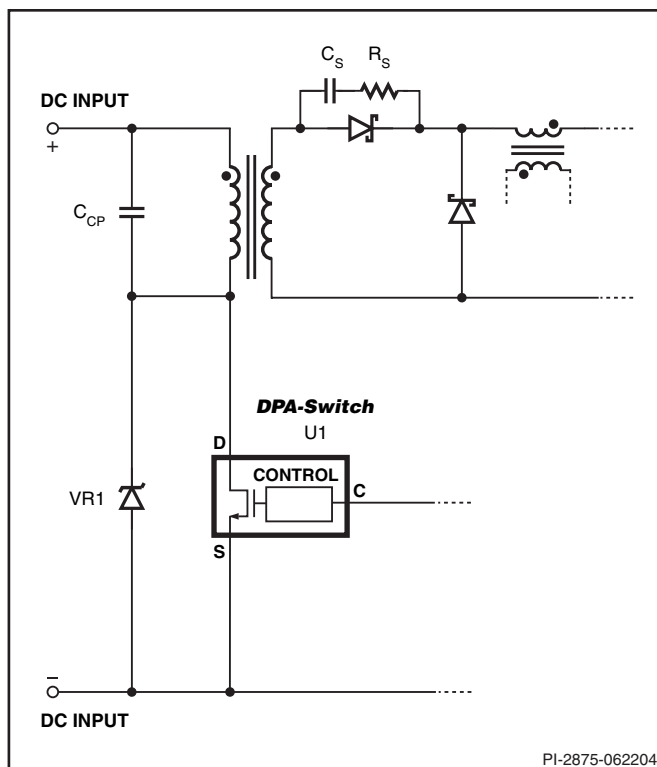 C_S R_S
DC INPUT
+
C_CP
DPA-Switch
U1
D
CONTROL
C
VR1
S
−
DC INPUT
PI-2875-062204